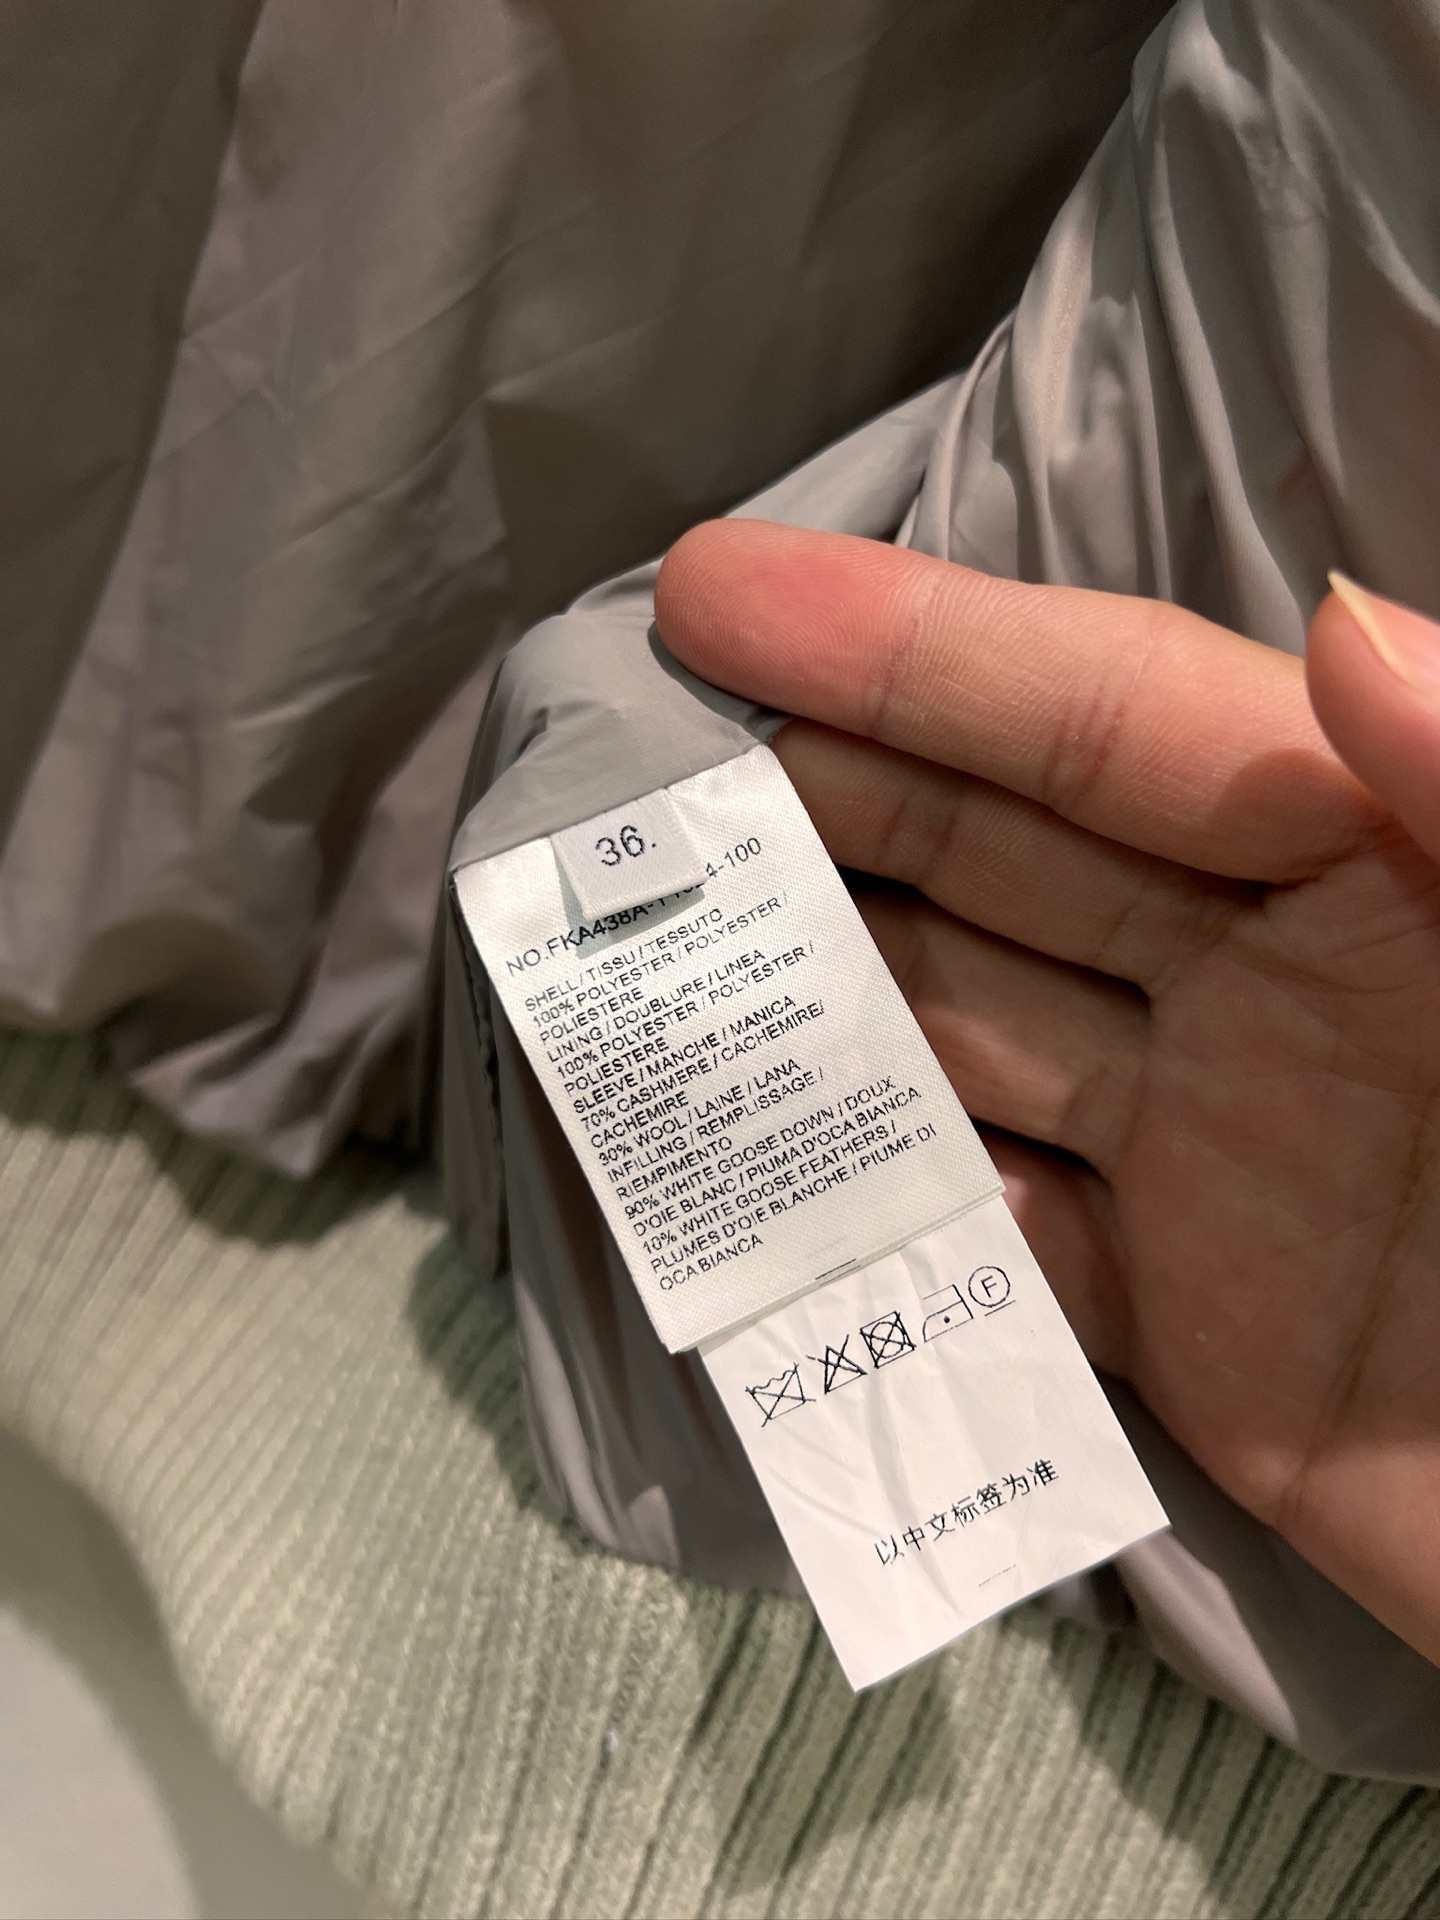 36.
NO.FKA438A-
4-100
SHELL / TISSU / TESSUTO
100% POLYESTER / POLYESTER /
POLIESTERE
LINING / DOUBLURE / LINEA
100% POLYESTER / POLYESTER /
POLIESTERE
SLEEVE / MANCHE / MANICA
70% CASHMERE / CACHEMIRE/
CACHEMIRE
30% WOOL / LAINE / LANA
INFILLING / REMPLISSAGE /
RIEMPIMENTO
90% WHITE GOOSE DOWN / DOUX
D'OIE BLANC / PIUMA D'OCA BIANCA
10% WHITE GOOSE FEATHERS /
PLUMES D'OIE BLANCHE / PIUME DI
OCA BIANCA
F
以中文标签为准